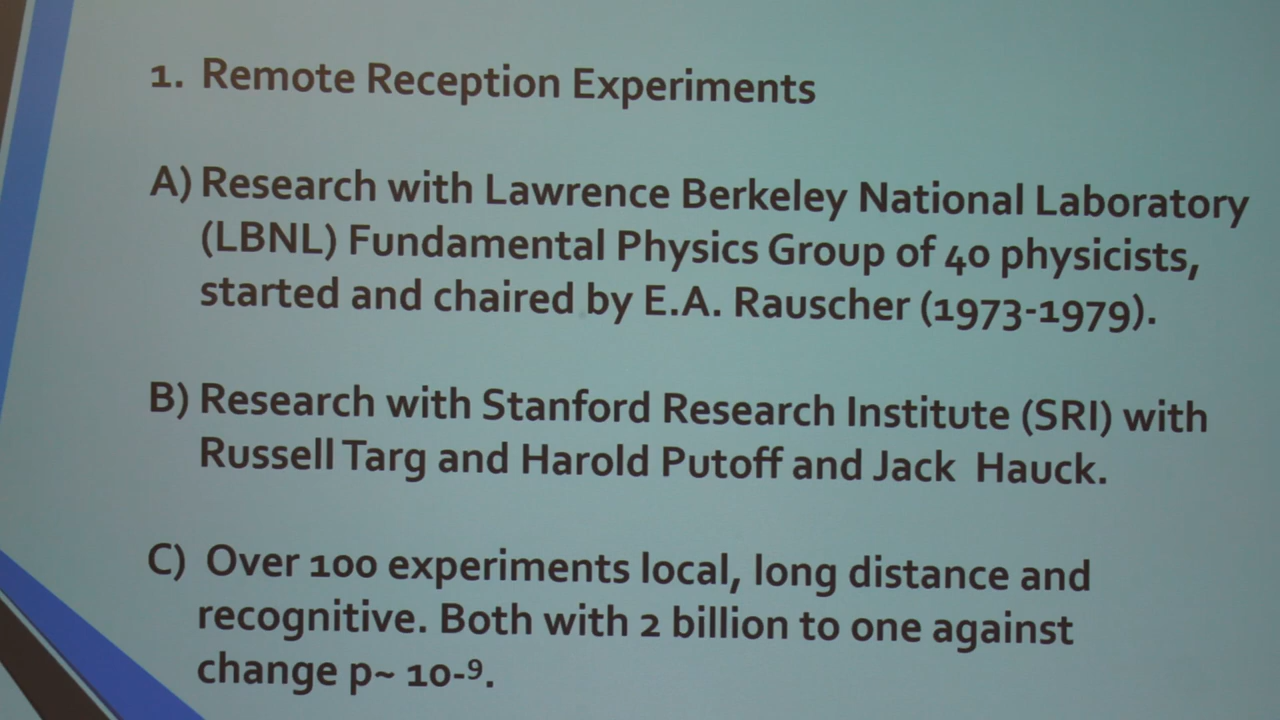 1. Remote Reception Experiments
A) Research with Lawrence Berkeley National Laboratory
(LBNL) Fundamental Physics Group of 40 physicists,
started and chaired by E.A. Rauscher (1973-1979).
B) Research with Stanford Research Institute (SRI) with
Russell Targ and Harold Putoff and Jack Hauck.
C) Over 100 experiments local, long distance and
recognitive. Both with 2 billion to one against
change p~ 10-⁹.